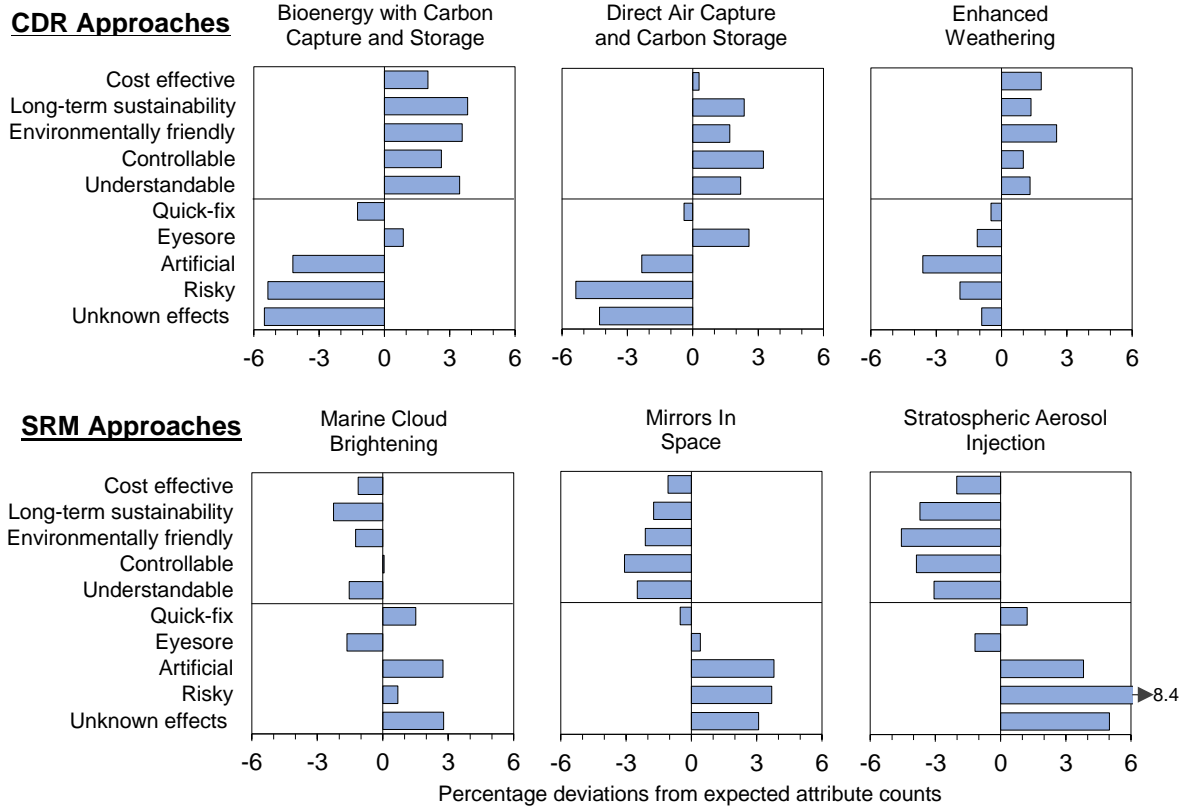 CDR Approaches
Bioenergy with Carbon
Capture and Storage
Direct Air Capture
and Carbon Storage
Enhanced
Weathering
Cost effective
Long-term sustainability
Environmentally friendly
Controllable
Understandable
Quick-fix
Eyesore
Artificial
Risky
Unknown effects
-6 -3 0 3 6
-6 -3 0 3 6
-6 -3 0 3 6
SRM Approaches
Marine Cloud
Brightening
Mirrors In
Space
Stratospheric Aerosol
Injection
Cost effective
Long-term sustainability
Environmentally friendly
Controllable
Understandable
Quick-fix
Eyesore
Artificial
Risky
Unknown effects
8.4
-6 -3 0 3 6
-6 -3 0 3 6
-6 -3 0 3 6
Percentage deviations from expected attribute counts